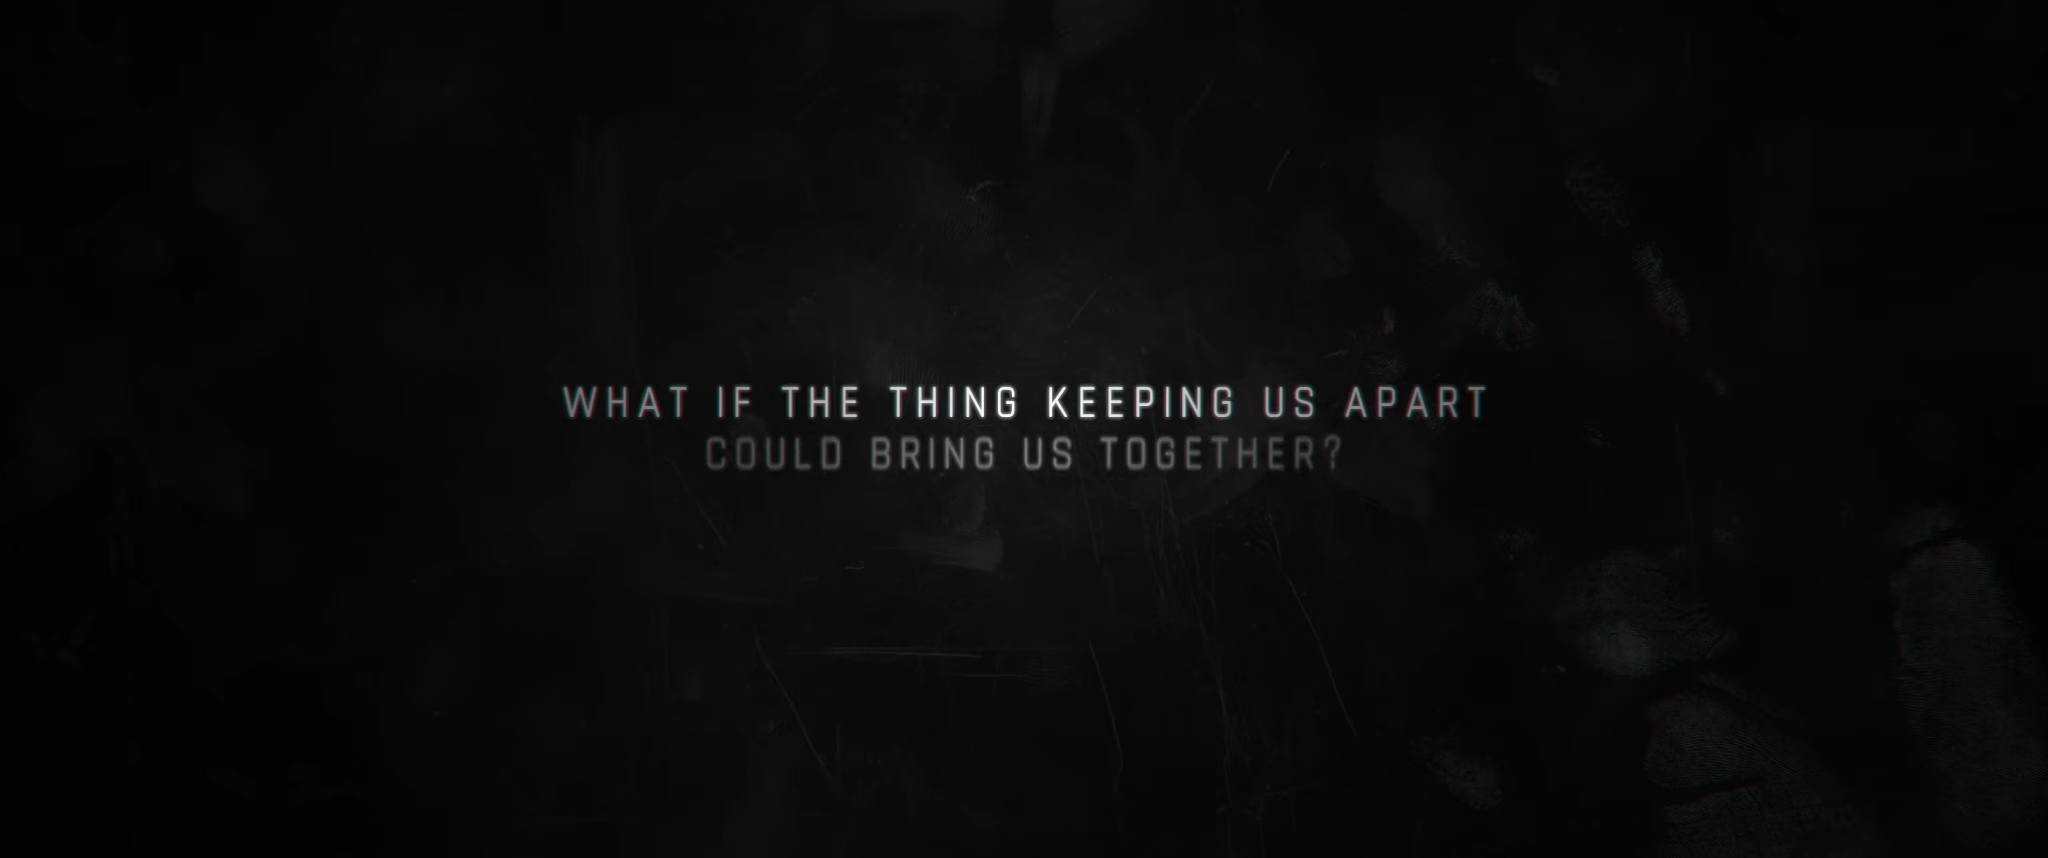 WHAT IF THE THING KEEPING US APART
COULD BRING US TOGETHER?